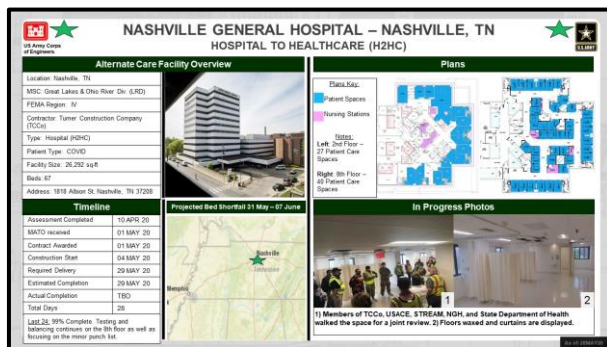 NASHVILLE GENERAL HOSPITAL – NASHVILLE, TN
HOSPITAL TO HEALTHCARE (H2HC)
US Army Corps
of Engineers
U.S. ARMY
Alternate Care Facility Overview
Location: Nashville, TN
MSC: Great Lakes & Ohio River Div. (LRD)
FEMA Region: IV
Contractor: Turner Construction Company
(TCCo)
Type: Hospital (H2HC)
Patient Type: COVID
Facility Size: 26,292 sq-ft
Beds: 67
Address: 1818 Albion St. Nashville, TN 37208
Timeline
Assessment Completed 10 APR 20
MATO received 01 MAY 20
Contract Awarded 01 MAY 20
Construction Start 04 MAY 20
Required Delivery 29 MAY 20
Estimated Completion 29 MAY 20
Actual Completion TBD
Total Days 28
Last 24: 99% Complete. Testing and
balancing continues on the 8th floor as well as
focusing on the minor punch list.
Projected Bed Shortfall 31 May – 07 June
Nashville
Tennessee
Memphis
Plans
Plans Key:
Patient Spaces
Nursing Stations
Notes:
Left: 2nd Floor –
27 Patient Care
Spaces
Right: 8th Floor –
40 Patient Care
Spaces
In Progress Photos
1
2
1) Members of TCCo, USACE, STREAM, NGH, and State Department of Health
walked the space for a joint review. 2) Floors waxed and curtains are displayed.